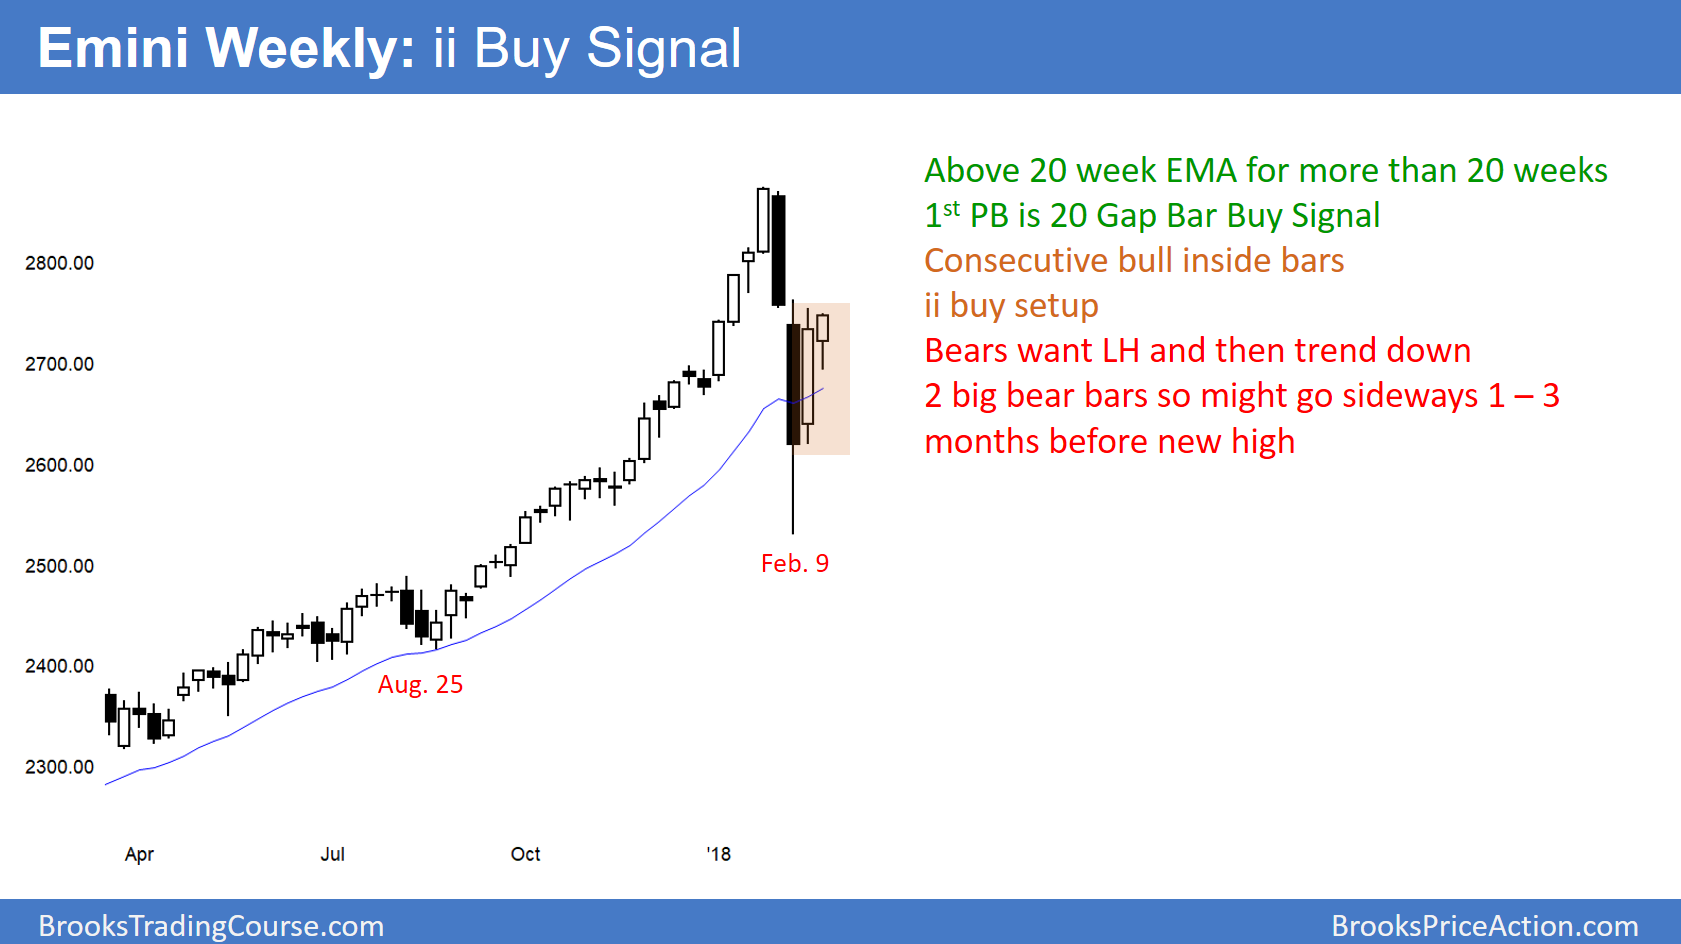 Emini Weekly: ii Buy Signal
Above 20 week EMA for more than 20 weeks
1st PB is 20 Gap Bar Buy Signal
Consecutive bull inside bars
ii buy setup
Bears want LH and then trend down
2 big bear bars so might go sideways 1 – 3
months before new high
2800.00
2700.00
2600.00
2500.00
2400.00
2300.00
Feb. 9
Aug. 25
Apr
Jul
Oct
'18
BrooksTradingCourse.com
BrooksPriceAction.com